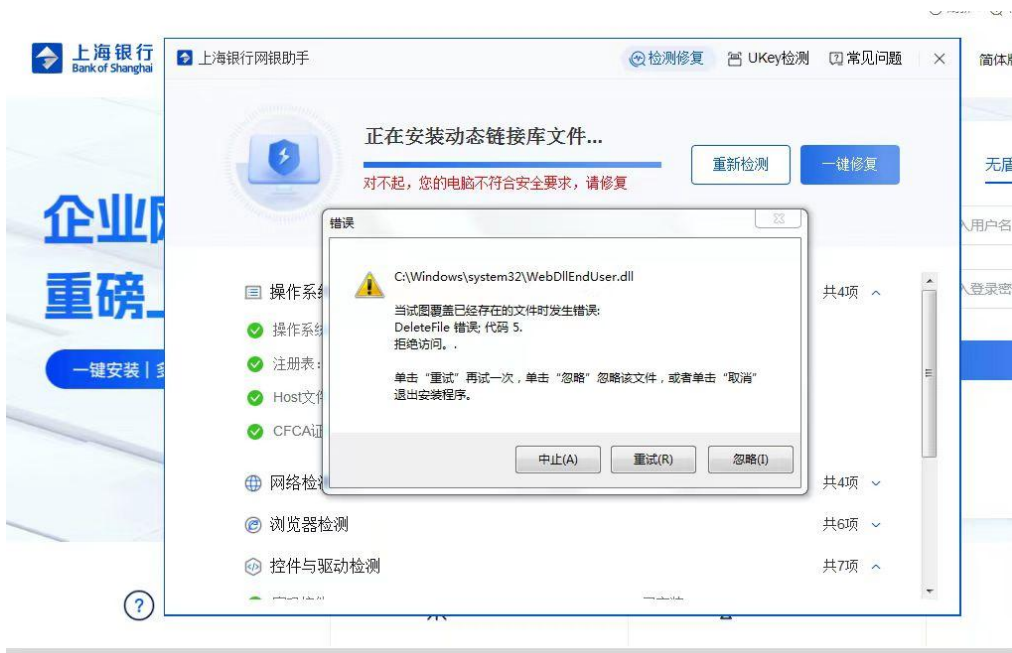 上海银行
Bank of Shanghai
上海银行网银助手
检测修复
UKey检测
常见问题
正在安装动态链接库文件...
重新检测
一键修复
对不起，您的电脑不符合安全要求，请修复
无盾
企业
用户名
错误
C:\Windows\system32\WebDllEndUser.dll
当试图覆盖已经存在的文件时发生错误:
DeleteFile 错误; 代码 5.
拒绝访问。.
单击“重试”再试一次，单击“忽略”忽略该文件，或者单击“取消”
退出安装程序。
中止(A)
重试(R)
忽略(I)
重磅
操作系
共4项
登录密
操作系
注册表：
一键安装
Host文
CFCA证
网络检
共4项
浏览器检测
共6项
控件与驱动检测
共7项
简体